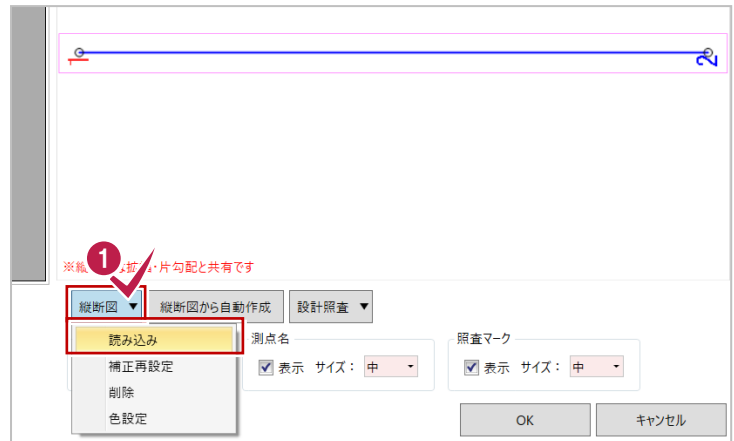 1
2
※縦
・片勾配と共有です
1
縦断図 ▼
縦断図から自動作成
設計照査 ▼
読み込み
補正再設定
削除
色設定
測点名
表示 サイズ： 中
照査マーク
表示 サイズ： 中
OK
キャンセル